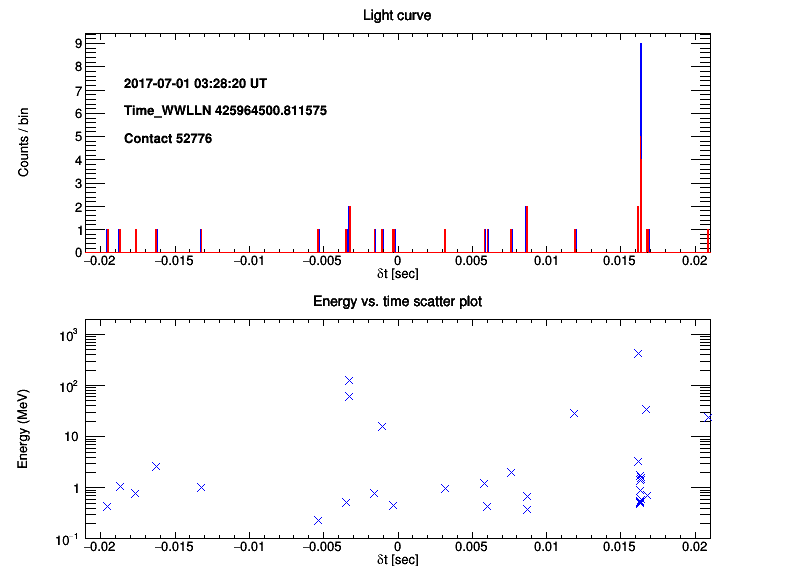 Light curve
Counts / bin
9
8
7
6
5
4
3
2
1
0
2017-07-01 03:28:20 UT
Time_WWLLN 425964500.811575
Contact 52776
−0.02 −0.015 −0.01 −0.005 0 0.005 0.01 0.015 0.02
δt [sec]
Energy vs. time scatter plot
Energy (MeV)
10³
10²
10
1
10⁻¹
−0.02 −0.015 −0.01 −0.005 0 0.005 0.01 0.015 0.02
δt [sec]